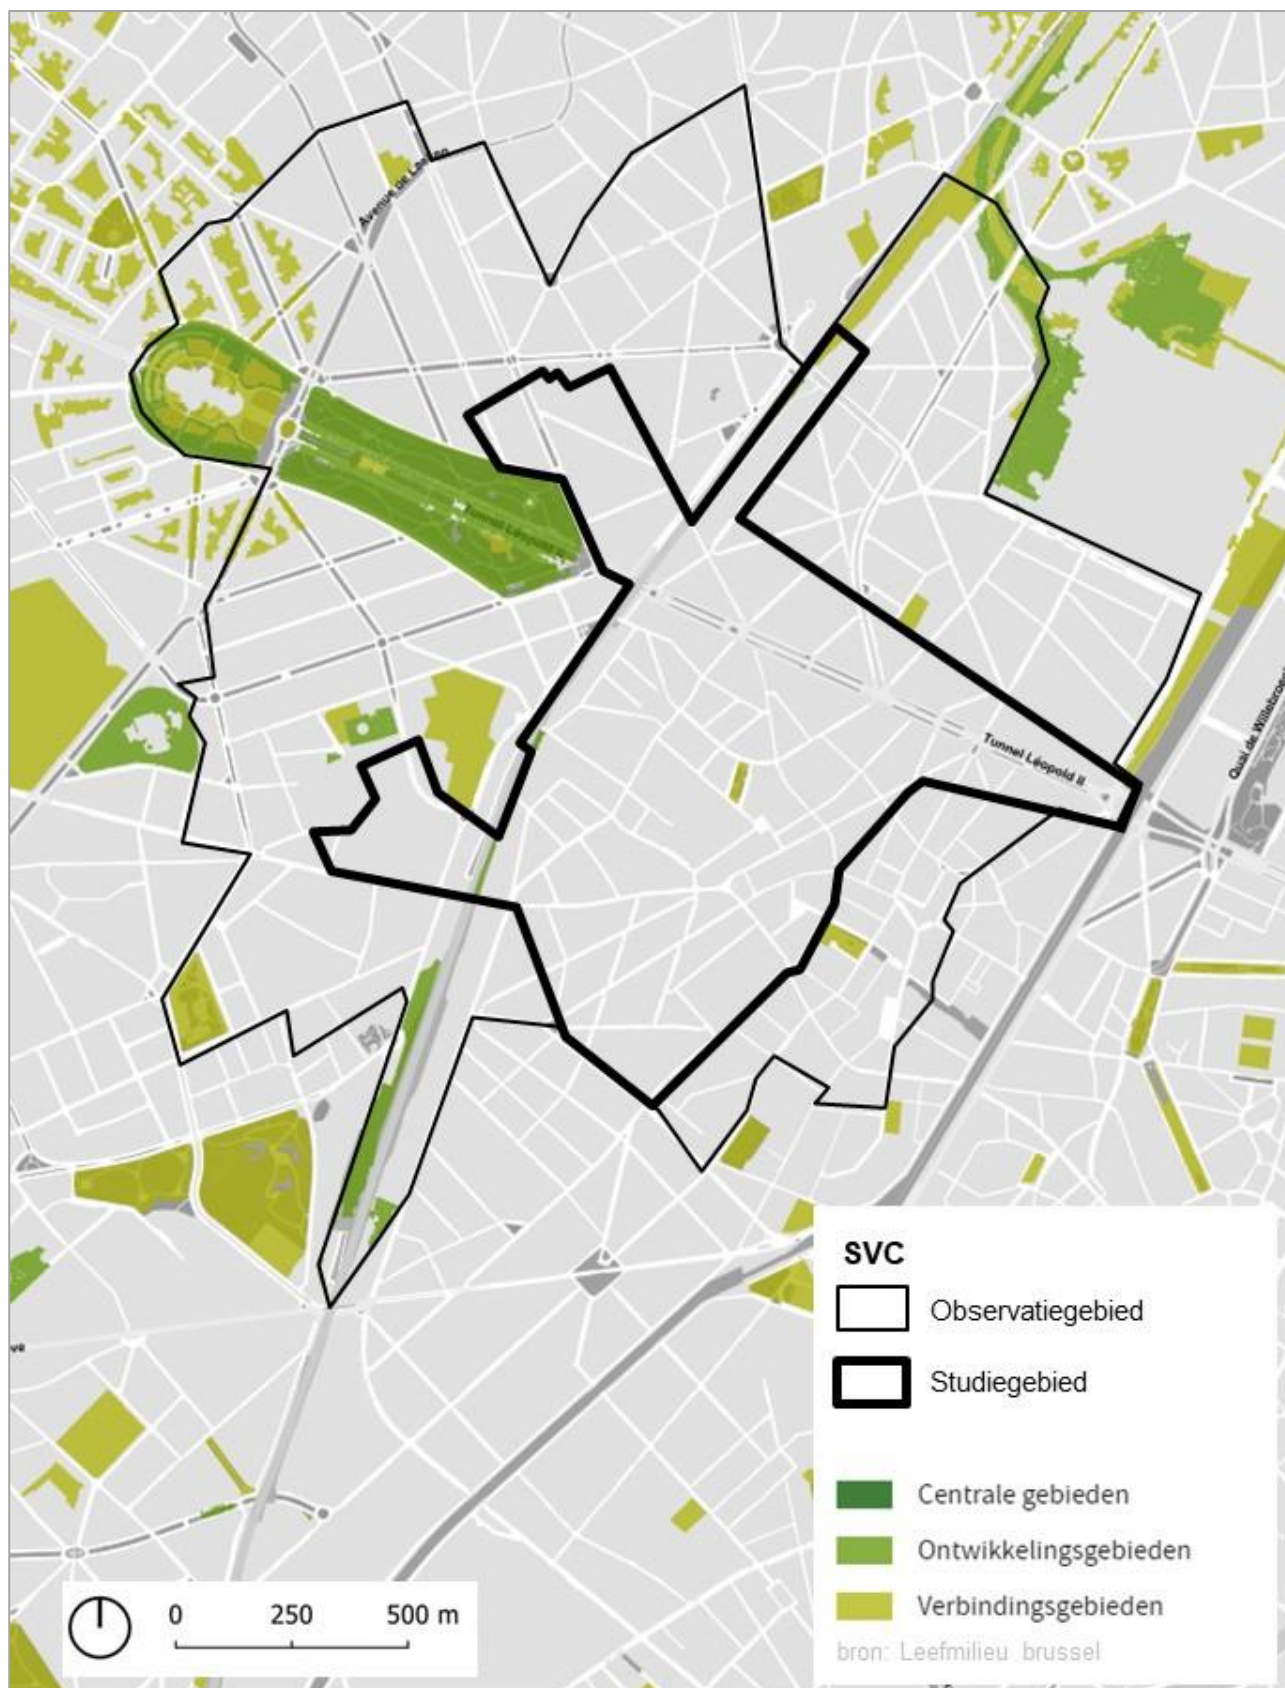 Avenue de Laeken
Tunnel Léopold II
Tunnel Léopold II
Quai de Willebroeck
ve
SVC
Observatiegebied
Studiegebied
Centrale gebieden
Ontwikkelingsgebieden
Verbindingsgebieden
bron: Leefmilieu brussel
0 250 500 m